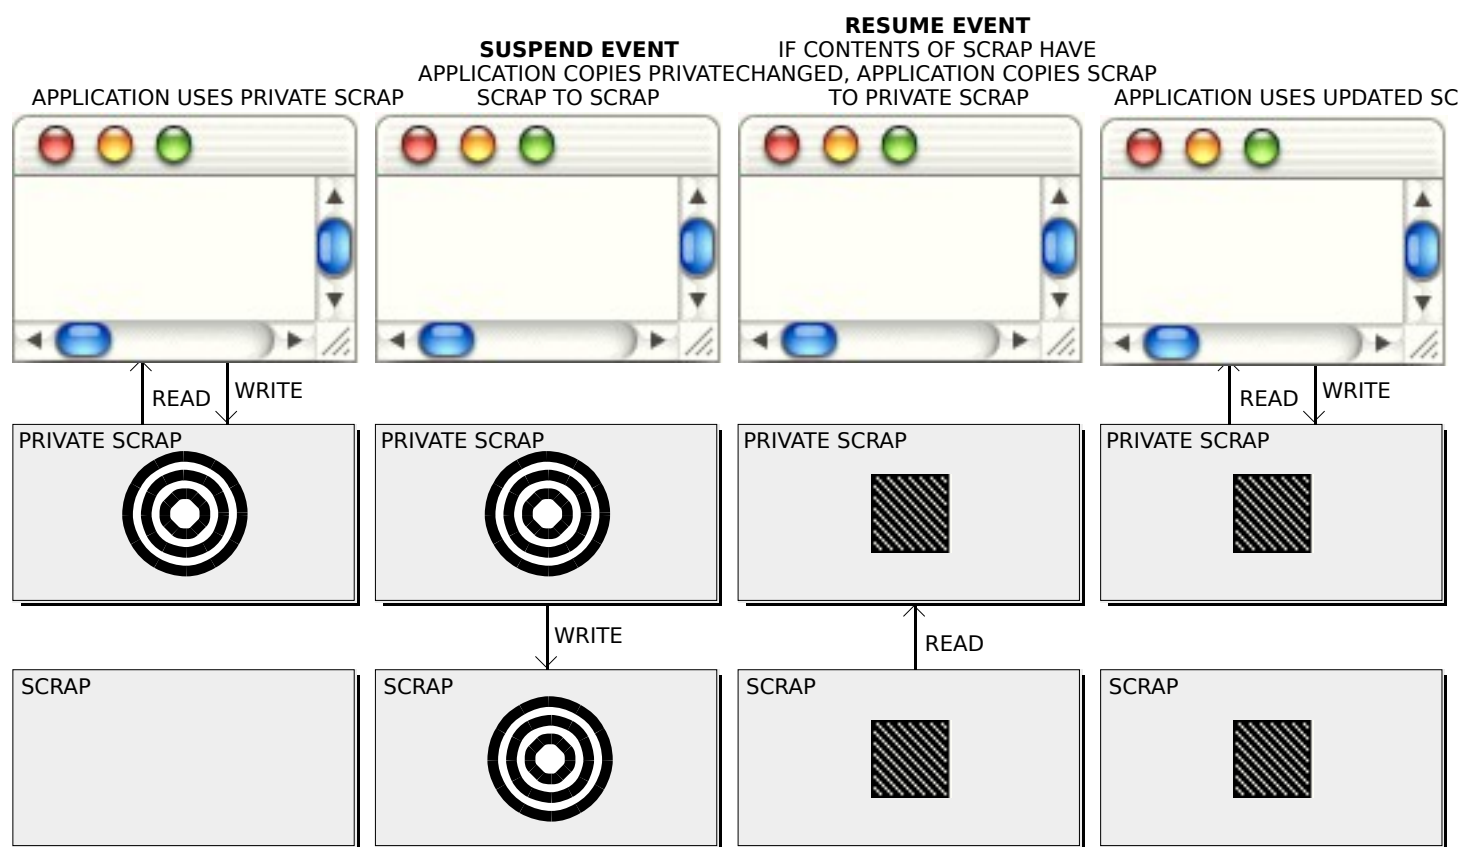 RESUME EVENT
SUSPEND EVENT
IF CONTENTS OF SCRAP HAVE
APPLICATION COPIES PRIVATE
CHANGED, APPLICATION COPIES SCRAP
APPLICATION USES PRIVATE SCRAP
SCRAP TO SCRAP
TO PRIVATE SCRAP
APPLICATION USES UPDATED SC
READ
WRITE
READ
WRITE
PRIVATE SCRAP
PRIVATE SCRAP
PRIVATE SCRAP
PRIVATE SCRAP
WRITE
READ
SCRAP
SCRAP
SCRAP
SCRAP